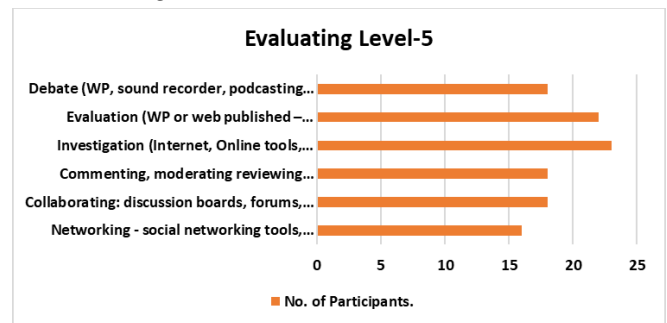 Evaluating Level-5
Debate (WP, sound recorder, podcasting...
Evaluation (WP or web published –...
Investigation (Internet, Online tools,...
Commenting, moderating reviewing...
Collaborating: discussion boards, forums,...
Networking - social networking tools,...
0 5 10 15 20 25
No. of Participants.